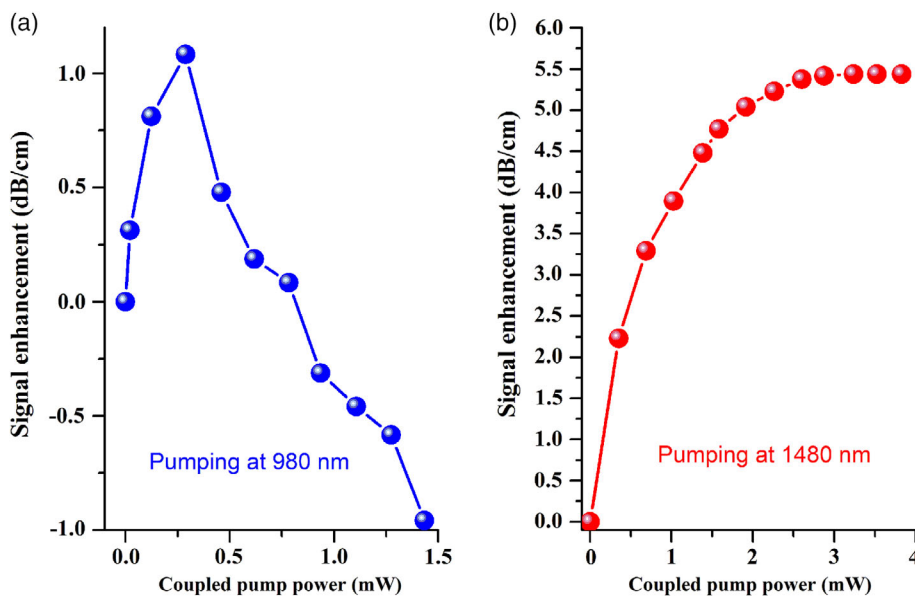 (a)
Signal enhancement (dB/cm)
1.0
0.5
0.0
-0.5
-1.0
Pumping at 980 nm
0.0 0.5 1.0 1.5
Coupled pump power (mW)
(b)
Signal enhancement (dB/cm)
6.0
5.5
5.0
4.5
4.0
3.5
3.0
2.5
2.0
1.5
1.0
0.5
0.0
Pumping at 1480 nm
0 1 2 3 4
Coupled pump power (mW)